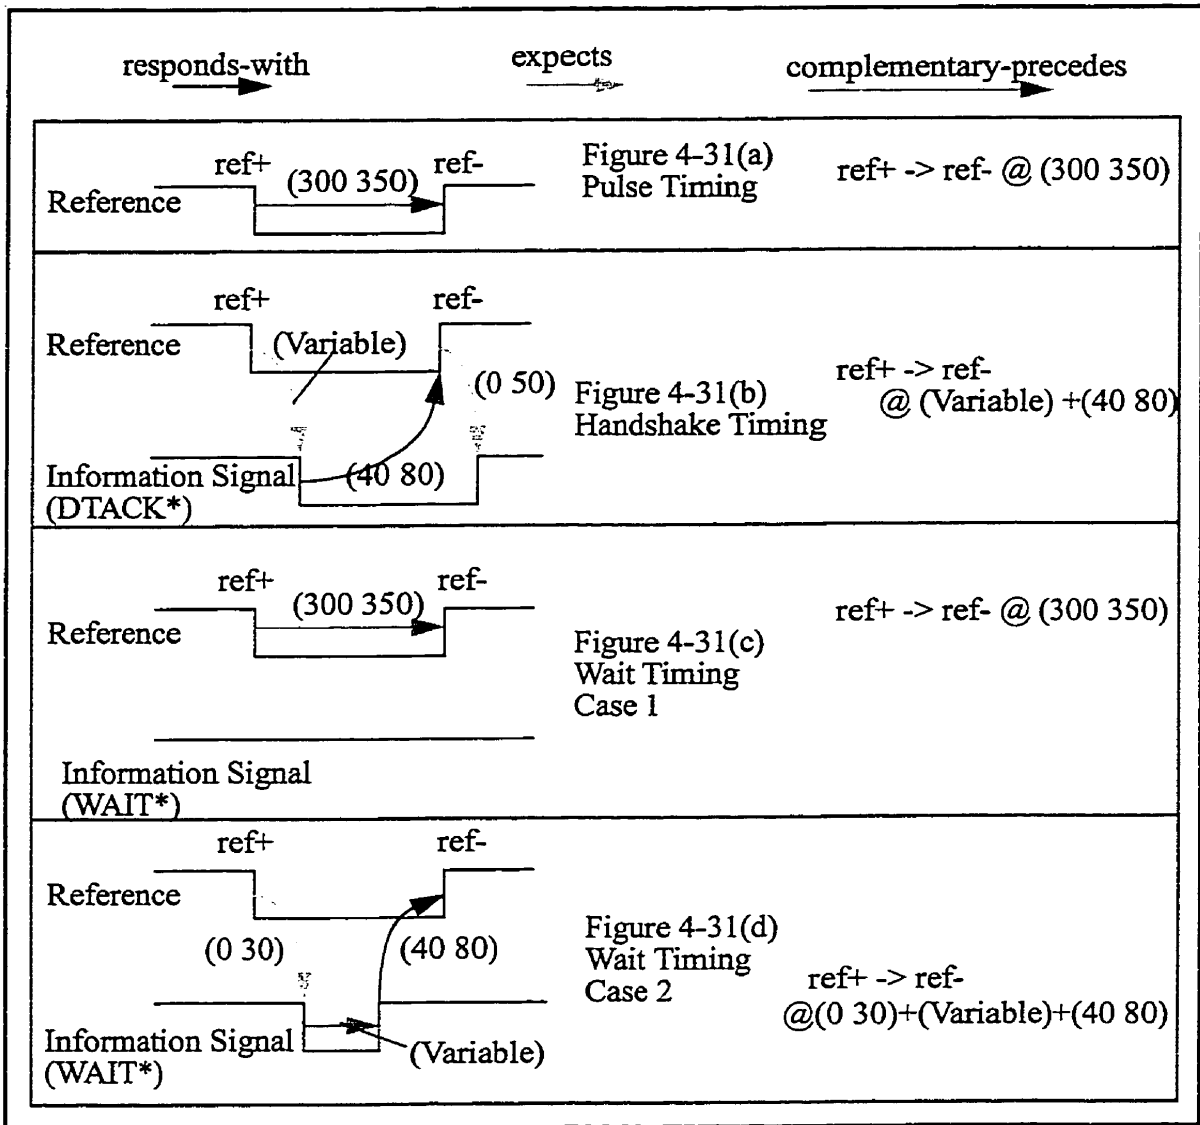 responds-with expects complementary-precedes
ref+ (300 350) ref-
Reference
Figure 4-31(a)
Pulse Timing
ref+ -> ref- @ (300 350)
ref+ ref-
Reference (Variable)
(0 50)
Information Signal (40 80)
(DTACK*)
Figure 4-31(b)
Handshake Timing
ref+ -> ref-
@ (Variable) +(40 80)
ref+ ref-
(300 350)
Reference
Information Signal
(WAIT*)
Figure 4-31(c)
Wait Timing
Case 1
ref+ -> ref- @ (300 350)
ref+ ref-
Reference
(0 30) (40 80)
Information Signal (Variable)
(WAIT*)
Figure 4-31(d)
Wait Timing
Case 2
ref+ -> ref-
@(0 30)+(Variable)+(40 80)